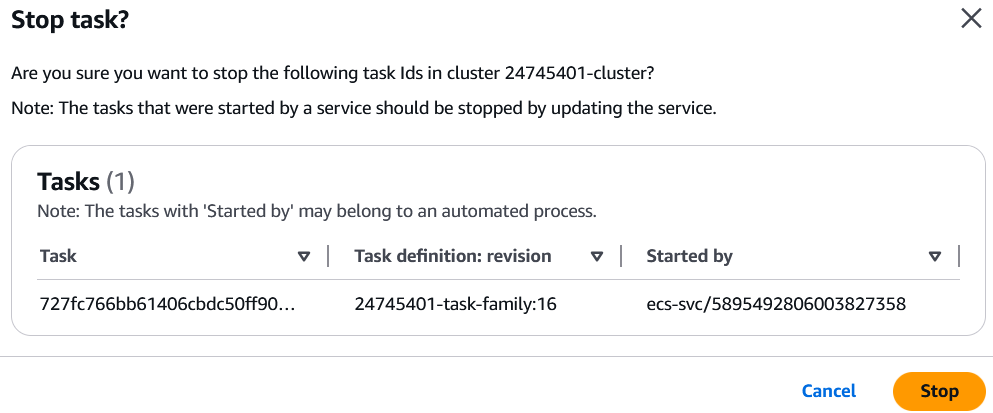 Stop task?
Are you sure you want to stop the following task Ids in cluster 24745401-cluster?
Note: The tasks that were started by a service should be stopped by updating the service.
Tasks (1)
Note: The tasks with 'Started by' may belong to an automated process.
Task Task definition: revision Started by
727fc766bb61406cbdc50ff90... 24745401-task-family:16 ecs-svc/5895492806003827358
Cancel Stop